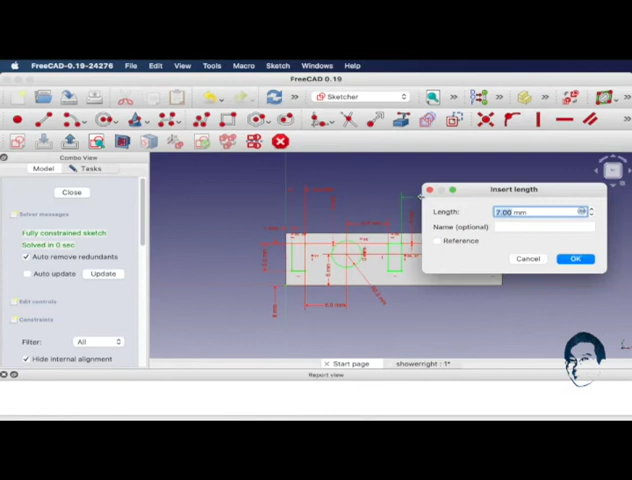 FreeCAD-0.19-24276 File Edit View Tools Macro Sketch Windows Help
FreeCAD 0.19
Sketcher
Combo View
Model Tasks
Close
Solver messages
Fully constrained sketch
Solved in 0 sec
Auto remove redundants
Auto update Update
Edit controls
Constraints
Filter: All
Hide internal alignment
Insert length
Length: 7.00 mm
Name (optional)
Reference
Cancel OK
Start page showerright : 1*
Report view